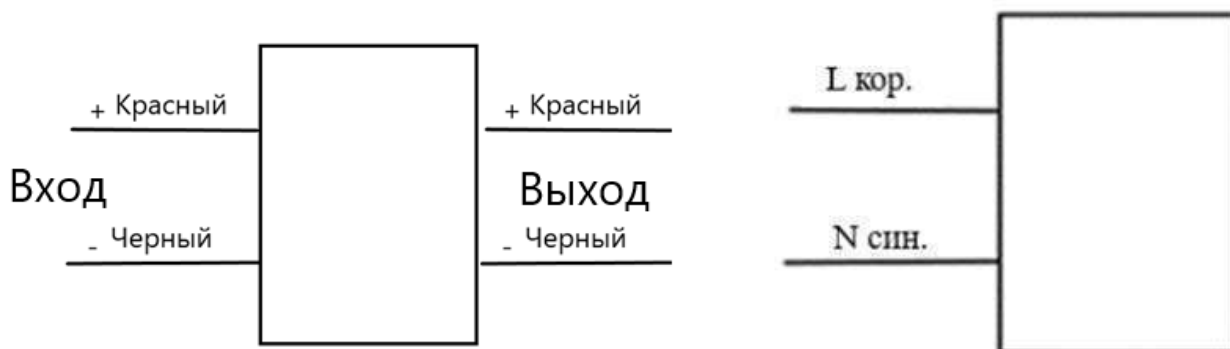 + Красный
+ Красный
Вход
Выход
- Черный
- Черный
L кор.
N син.